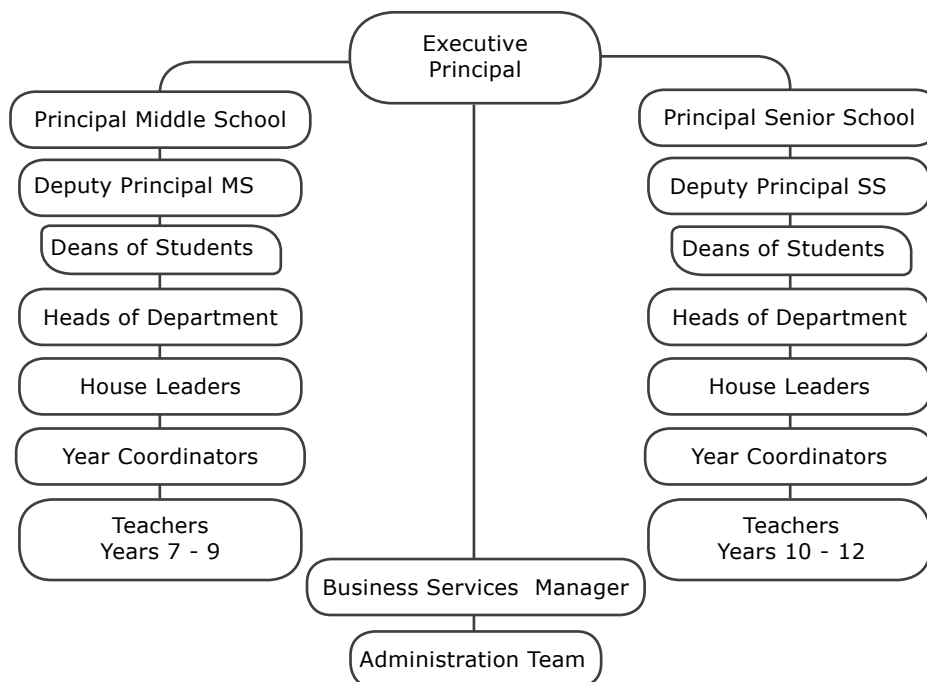 Executive
Principal
Principal Middle School
Deputy Principal MS
Deans of Students
Heads of Department
House Leaders
Year Coordinators
Teachers
Years 7 - 9
Principal Senior School
Deputy Principal SS
Deans of Students
Heads of Department
House Leaders
Year Coordinators
Teachers
Years 10 - 12
Business Services  Manager
Administration Team